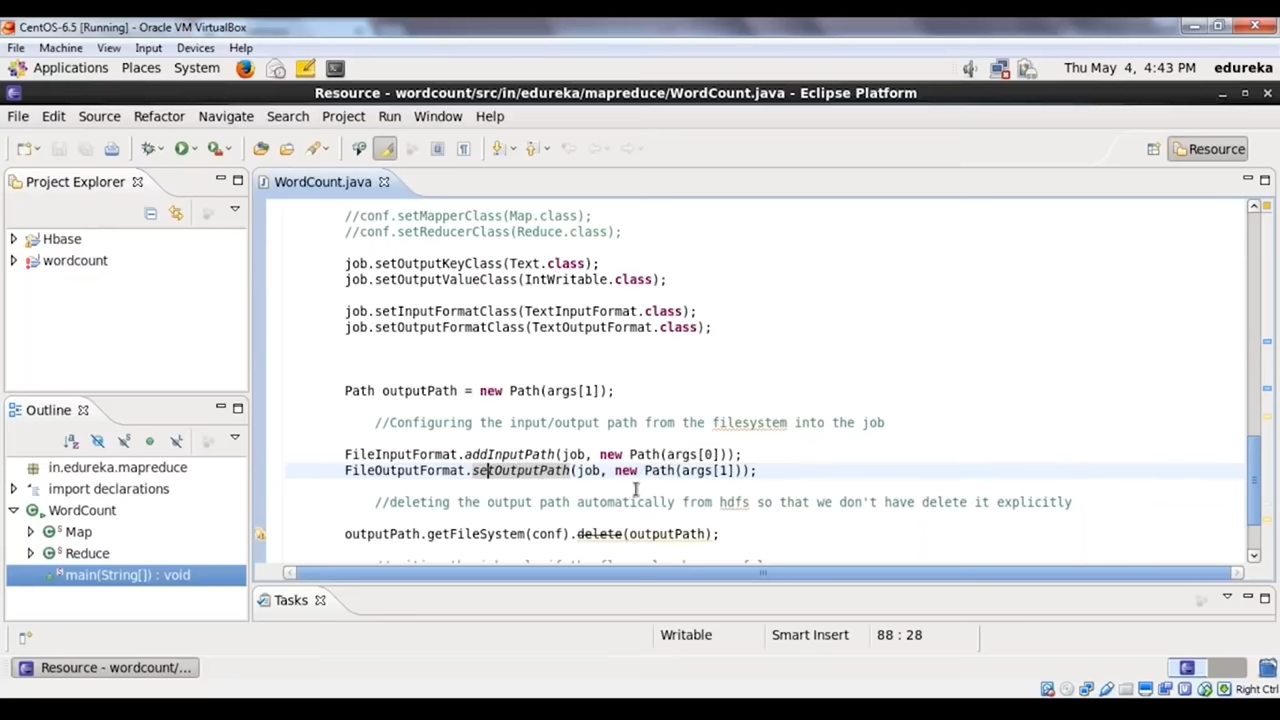 CentOS-6.5 [Running] - Oracle VM VirtualBox
File Machine View Input Devices Help
Applications Places System Thu May 4, 4:43 PM edureka
Resource - wordcount/src/in/edureka/mapreduce/WordCount.java - Eclipse Platform
File Edit Source Refactor Navigate Search Project Run Window Help
Resource
Project Explorer
Hbase
wordcount
WordCount.java
//conf.setMapperClass(Map.class);
//conf.setReducerClass(Reduce.class);
job.setOutputKeyClass(Text.class);
job.setOutputValueClass(IntWritable.class);
job.setInputFormatClass(TextInputFormat.class);
job.setOutputFormatClass(TextOutputFormat.class);
Path outputPath = new Path(args[1]);
//Configuring the input/output path from the filesystem into the job
FileInputFormat.addInputPath(job, new Path(args[0]));
FileOutputFormat.setOutputPath(job, new Path(args[1]));
//deleting the output path automatically from hdfs so that we don't have delete it explicitly
outputPath.getFileSystem(conf).delete(outputPath);
Outline
in.edureka.mapreduce
import declarations
WordCount
Map
Reduce
main(String[]) : void
Tasks
Writable Smart Insert 88 : 28
Resource - wordcount/...
Right Ctrl